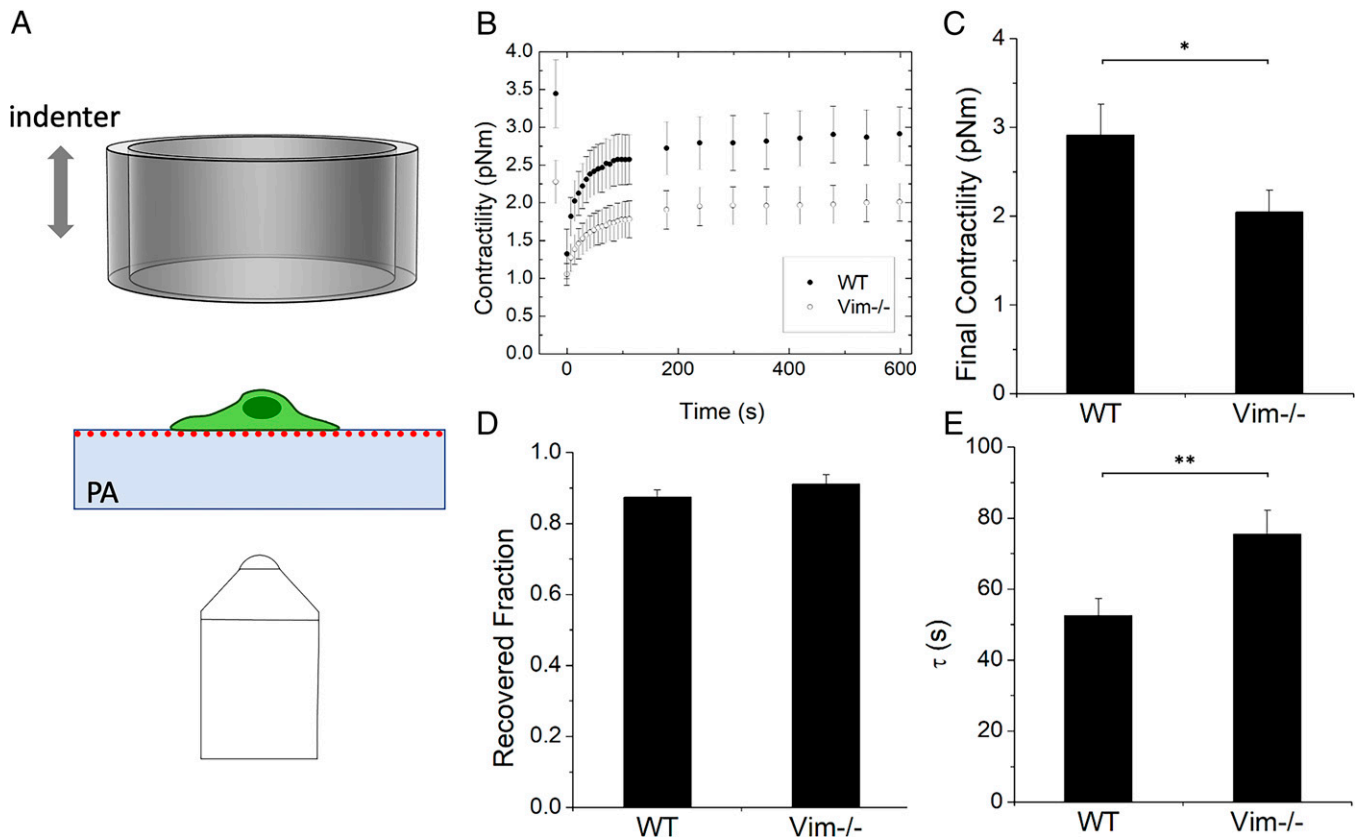 A
indenter
PA
B
4.0
3.5
3.0
2.5
2.0
1.5
1.0
0.5
0.0
Contractility (pNm)
WT
Vim-/-
0 200 400 600
Time (s)
C
4
3
2
1
0
Final Contractility (pNm)
*
WT Vim-/-
D
1.0
0.8
0.6
0.4
0.2
0.0
Recovered Fraction
WT Vim-/-
E
100
80
60
40
20
0
τ (s)
**
WT Vim-/-